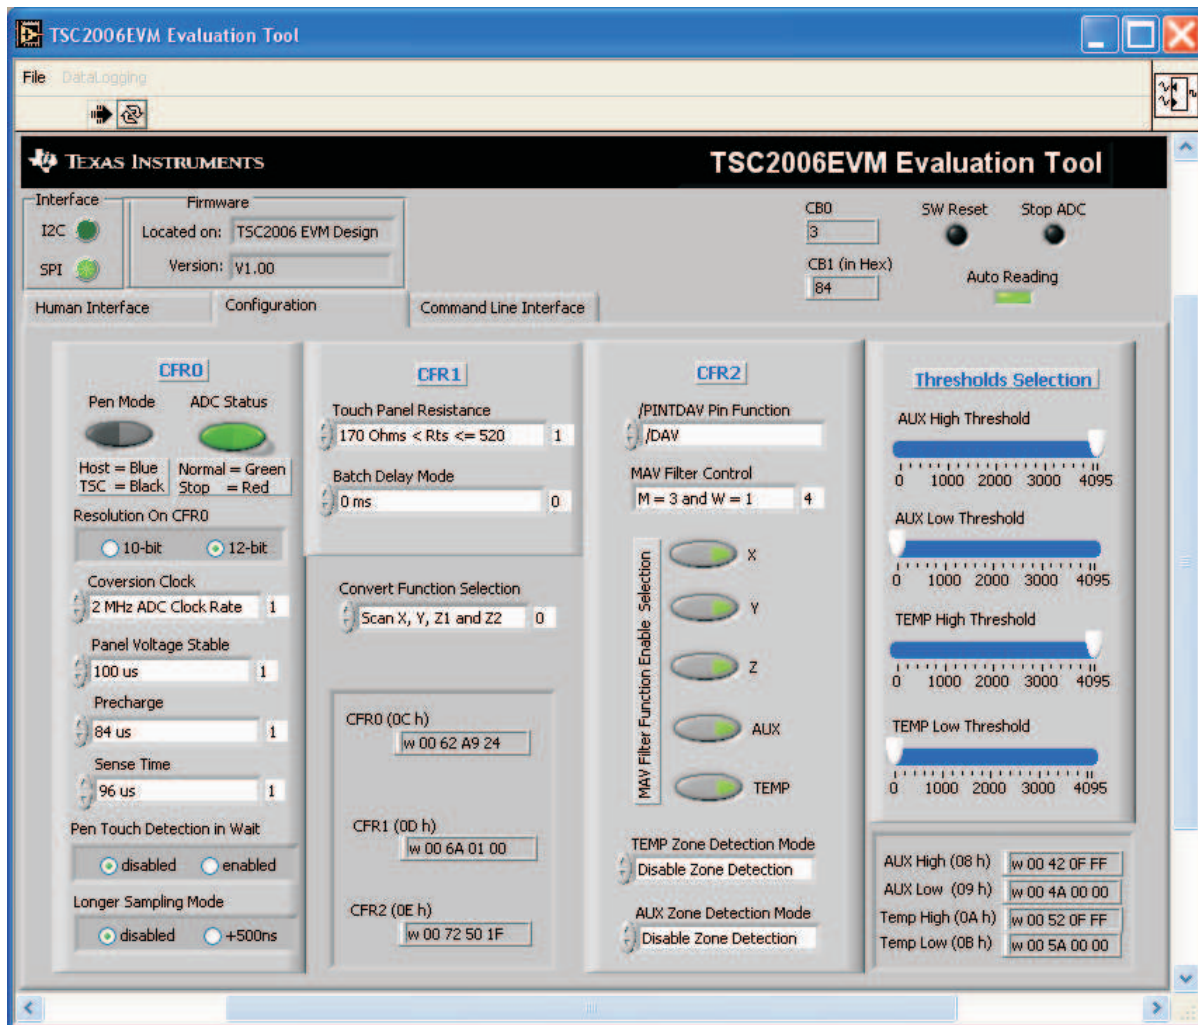 TSC2006EVM Evaluation Tool
File DataLogging
TEXAS INSTRUMENTS
TSC2006EVM Evaluation Tool
Interface
I2C
SPI
Firmware
Located on: TSC2006 EVM Design
Version: V1.00
CB0
3
CB1 (in Hex)
84
SW Reset
Stop ADC
Auto Reading
Human Interface
Configuration
Command Line Interface
CFR0
Pen Mode
ADC Status
Host = Blue
TSC = Black
Normal = Green
Stop = Red
Resolution On CFR0
10-bit 12-bit
Coversion Clock
2 MHz ADC Clock Rate 1
Panel Voltage Stable
100 us 1
Precharge
84 us 1
Sense Time
96 us 1
Pen Touch Detection in Wait
disabled enabled
Longer Sampling Mode
disabled +500ns
CFR1
Touch Panel Resistance
170 Ohms < Rts <= 520 1
Batch Delay Mode
0 ms 0
Convert Function Selection
Scan X, Y, Z1 and Z2 0
CFR0 (0C h)
w 00 62 A9 24
CFR1 (0D h)
w 00 6A 01 00
CFR2 (0E h)
w 00 72 50 1F
CFR2
/PINTDAV Pin Function
/DAV
MAV Filter Control
M = 3 and W = 1 4
MAV Filter Function Enable Selection
X
Y
Z
AUX
TEMP
TEMP Zone Detection Mode
Disable Zone Detection
AUX Zone Detection Mode
Disable Zone Detection
Thresholds Selection
AUX High Threshold
0 1000 2000 3000 4095
AUX Low Threshold
0 1000 2000 3000 4095
TEMP High Threshold
0 1000 2000 3000 4095
TEMP Low Threshold
0 1000 2000 3000 4095
AUX High (08 h) w 00 42 0F FF
AUX Low (09 h) w 00 4A 00 00
Temp High (0A h) w 00 52 0F FF
Temp Low (0B h) w 00 5A 00 00